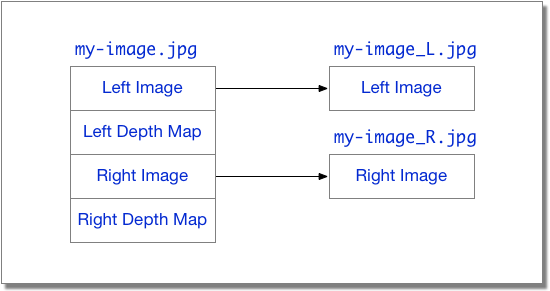 my-image.jpg
Left Image
Left Depth Map
Right Image
Right Depth Map
my-image_L.jpg
Left Image
my-image_R.jpg
Right Image